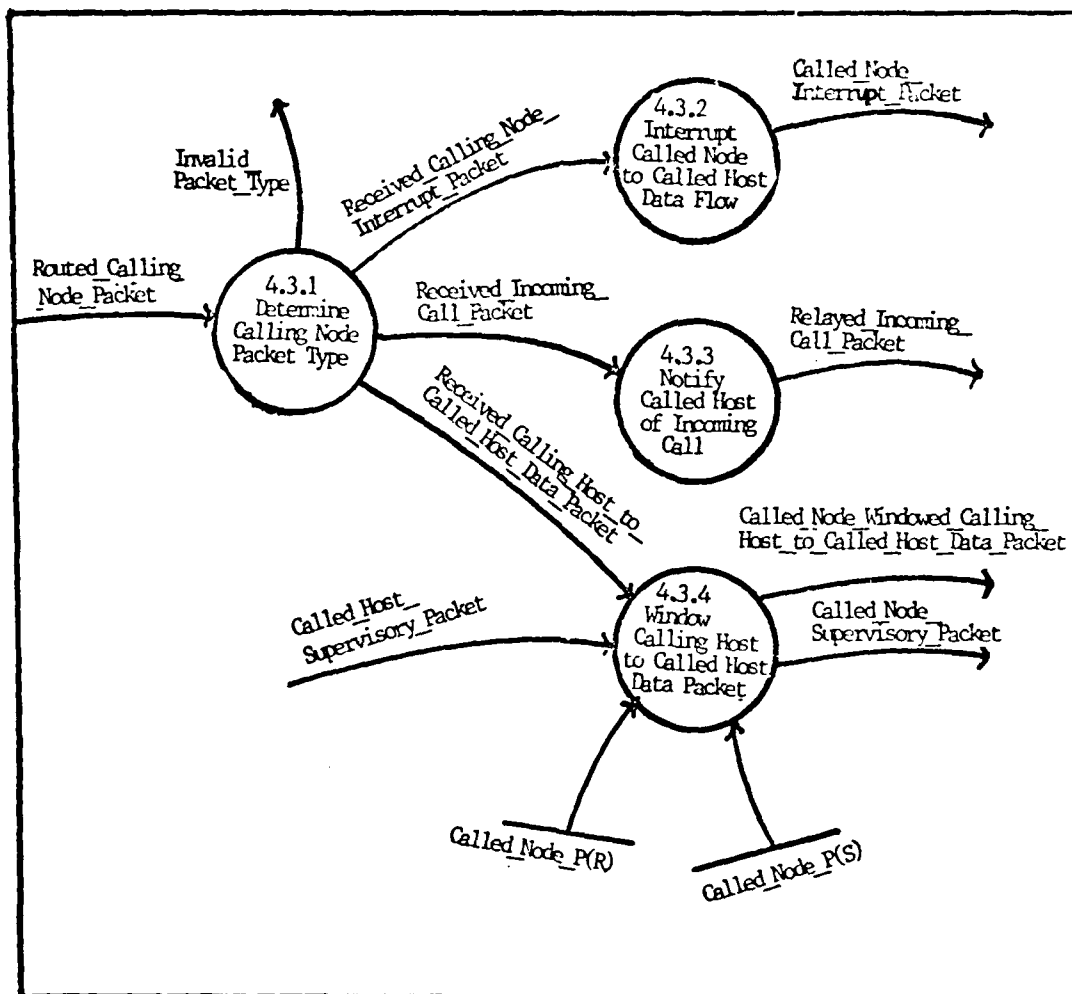 Called_Node_
Interrupt_Packet
4.3.2
Interrupt
Called Node
to Called Host
Data Flow
Invalid
Packet_Type
Received_Calling_Node_
Interrupt_Packet
Routed_Calling_
Node_Packet
4.3.1
Determine
Calling Node
Packet Type
Received_Incoming_
Call_Packet
Relayed_Incoming_
Call_Packet
4.3.3
Notify
Called Host
of Incoming
Call
Received_Calling_Host_to_
Called_Host_Data_Packet
Called_Node_Windowed_Calling_
Host_to_Called_Host_Data_Packet
Called_Host_
Supervisory_Packet
4.3.4
Window
Calling Host
to Called Host
Data Packet
Called_Node_
Supervisory_Packet
Called_Node_P(R)
Called_Node_P(S)